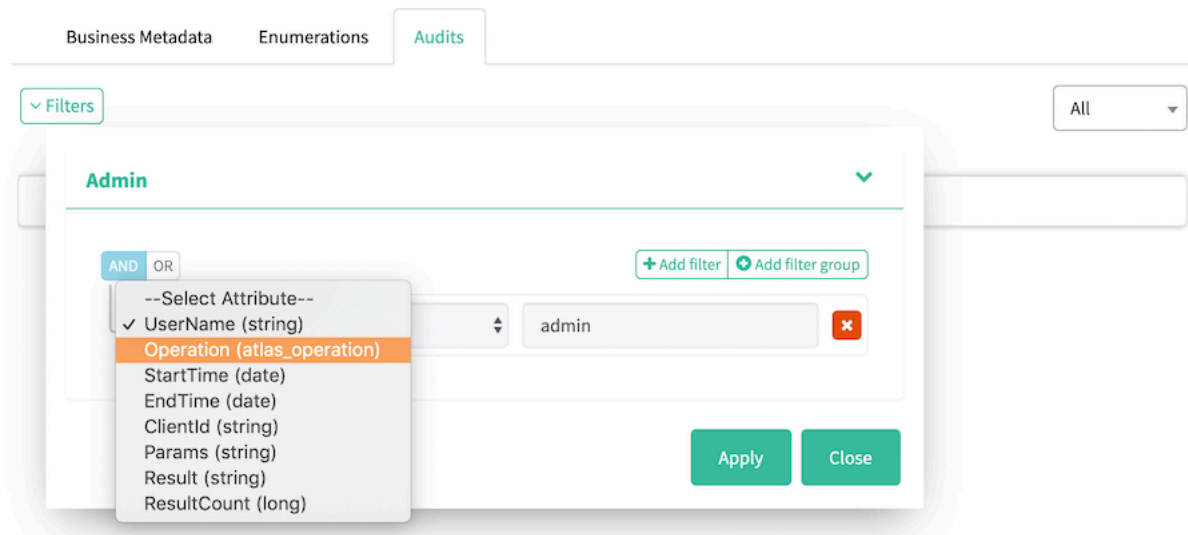 Business Metadata Enumerations Audits
Filters All
Admin
AND OR + Add filter Add filter group
--Select Attribute--
✓ UserName (string) admin
Operation (atlas_operation)
StartTime (date)
EndTime (date)
ClientId (string)
Params (string) Apply Close
Result (string)
ResultCount (long)